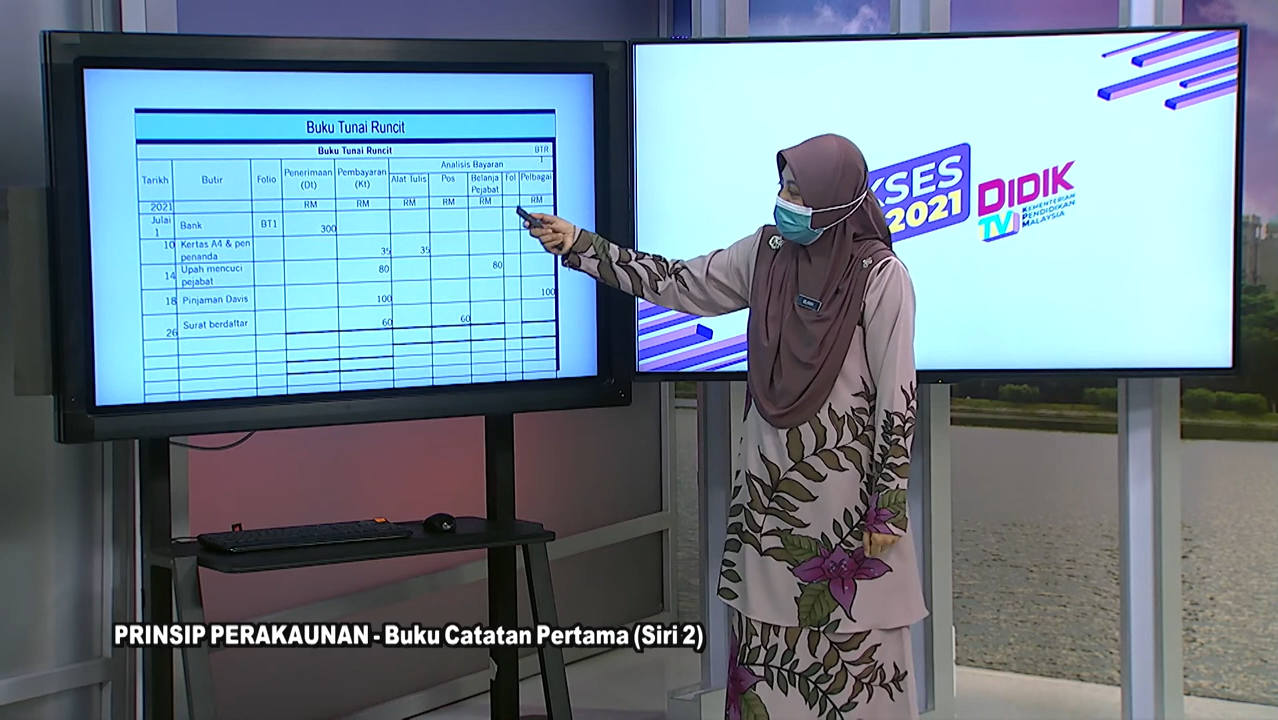 Buku Tunai Runcit
Buku Tunai Runcit BTR 1
Tarikh Butir Folio Penerimaan (Dt) Pembayaran (Kt) Analisis Bayaran
Alat Tulis Pos Belanja Pejabat Fol Pelbagai
2021 RM RM RM RM RM RM
Julai 1 Bank BT1 300
10 Kertas A4 & pen penanda 35 35
14 Upah mencuci pejabat 80 80
18 Pinjaman Davis 100 100
26 Surat berdaftar 60 60
KSES
2021
DIDIK
TV
KEMENTERIAN
PENDIDIKAN
MALAYSIA
PRINSIP PERAKAUNAN - Buku Catatan Pertama (Siri 2)